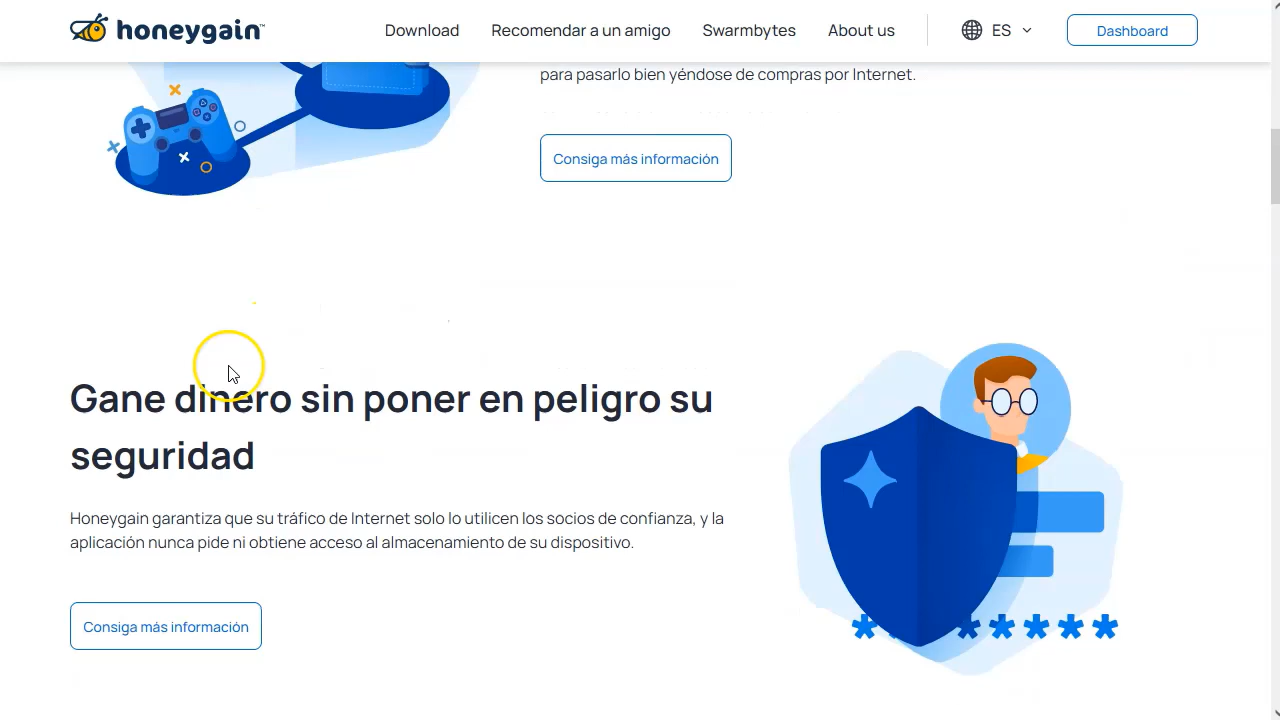 honeygain™
Download
Recomendar a un amigo
Swarmbytes
About us
ES
Dashboard
para pasarlo bien yéndose de compras por Internet.
Consiga más información
Gane dinero sin poner en peligro su
seguridad
Honeygain garantiza que su tráfico de Internet solo lo utilicen los socios de confianza, y la
aplicación nunca pide ni obtiene acceso al almacenamiento de su dispositivo.
Consiga más información